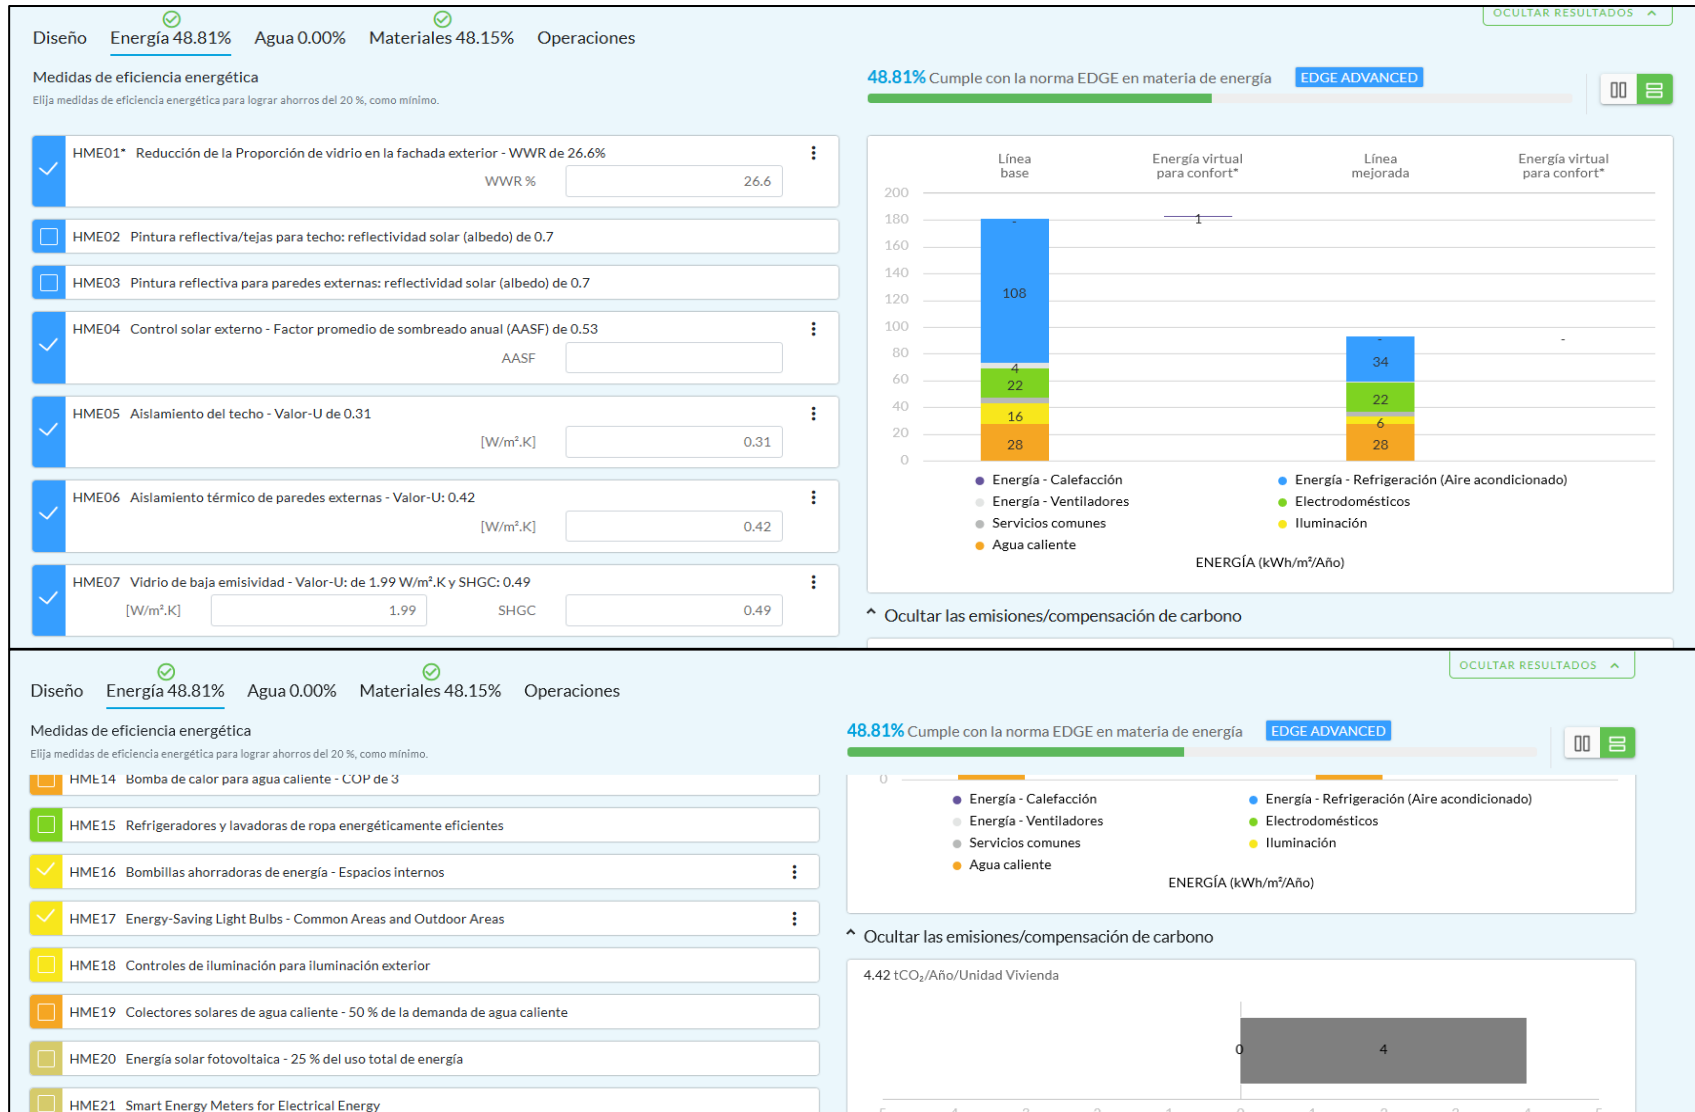 OCULTAR RESULTADOS
Diseño Energía 48.81% Agua 0.00% Materiales 48.15% Operaciones
Medidas de eficiencia energética
Elija medidas de eficiencia energética para lograr ahorros del 20 %, como mínimo.
48.81% Cumple con la norma EDGE en materia de energía EDGE ADVANCED
HME01* Reducción de la Proporción de vidrio en la fachada exterior - WWR de 26.6%
WWR % 26.6
HME02 Pintura reflectiva/tejas para techo: reflectividad solar (albedo) de 0.7
HME03 Pintura reflectiva para paredes externas: reflectividad solar (albedo) de 0.7
HME04 Control solar externo - Factor promedio de sombreado anual (AASF) de 0.53
AASF
HME05 Aislamiento del techo - Valor-U de 0.31
[W/m².K] 0.31
HME06 Aislamiento térmico de paredes externas - Valor-U: 0.42
[W/m².K] 0.42
HME07 Vidrio de baja emisividad - Valor-U: de 1.99 W/m².K y SHGC: 0.49
[W/m².K] 1.99 SHGC 0.49
Línea base
Energía virtual para confort*
Línea mejorada
Energía virtual para confort*
200
180
160
140
120
100
80
60
40
20
0
-
108
4
22
16
28
1
-
34
22
6
28
-
Energía - Calefacción
Energía - Refrigeración (Aire acondicionado)
Energía - Ventiladores
Electrodomésticos
Servicios comunes
Iluminación
Agua caliente
ENERGÍA (kWh/m²/Año)
Ocultar las emisiones/compensación de carbono
OCULTAR RESULTADOS
Diseño Energía 48.81% Agua 0.00% Materiales 48.15% Operaciones
Medidas de eficiencia energética
Elija medidas de eficiencia energética para lograr ahorros del 20 %, como mínimo.
48.81% Cumple con la norma EDGE en materia de energía EDGE ADVANCED
HME14 Bomba de calor para agua caliente - COP de 3
HME15 Refrigeradores y lavadoras de ropa energéticamente eficientes
HME16 Bombillas ahorradoras de energía - Espacios internos
HME17 Energy-Saving Light Bulbs - Common Areas and Outdoor Areas
HME18 Controles de iluminación para iluminación exterior
HME19 Colectores solares de agua caliente - 50 % de la demanda de agua caliente
HME20 Energía solar fotovoltaica - 25 % del uso total de energía
HME21 Smart Energy Meters for Electrical Energy
0
Energía - Calefacción
Energía - Refrigeración (Aire acondicionado)
Energía - Ventiladores
Electrodomésticos
Servicios comunes
Iluminación
Agua caliente
ENERGÍA (kWh/m²/Año)
Ocultar las emisiones/compensación de carbono
4.42 tCO₂/Año/Unidad Vivienda
0 4